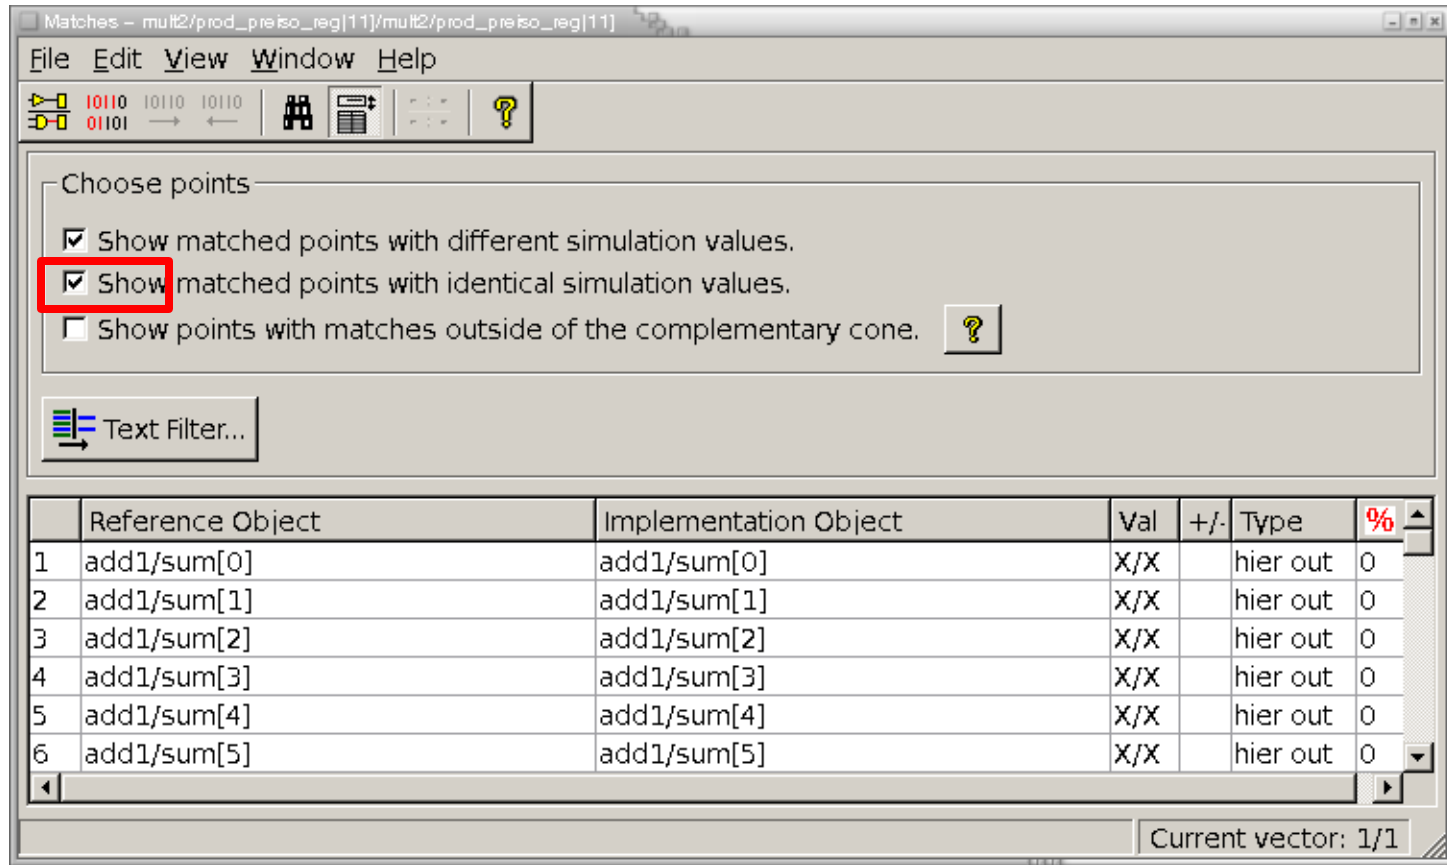 Matches – mult2/prod_preiso_reg[11]/mult2/prod_preiso_reg[11]
File Edit View Window Help
10110 10110 10110
01101
Choose points
Show matched points with different simulation values.
Show matched points with identical simulation values.
Show points with matches outside of the complementary cone. ?
Text Filter...
Reference Object Implementation Object Val +/- Type %
1 add1/sum[0] add1/sum[0] X/X hier out 0
2 add1/sum[1] add1/sum[1] X/X hier out 0
3 add1/sum[2] add1/sum[2] X/X hier out 0
4 add1/sum[3] add1/sum[3] X/X hier out 0
5 add1/sum[4] add1/sum[4] X/X hier out 0
6 add1/sum[5] add1/sum[5] X/X hier out 0
Current vector: 1/1